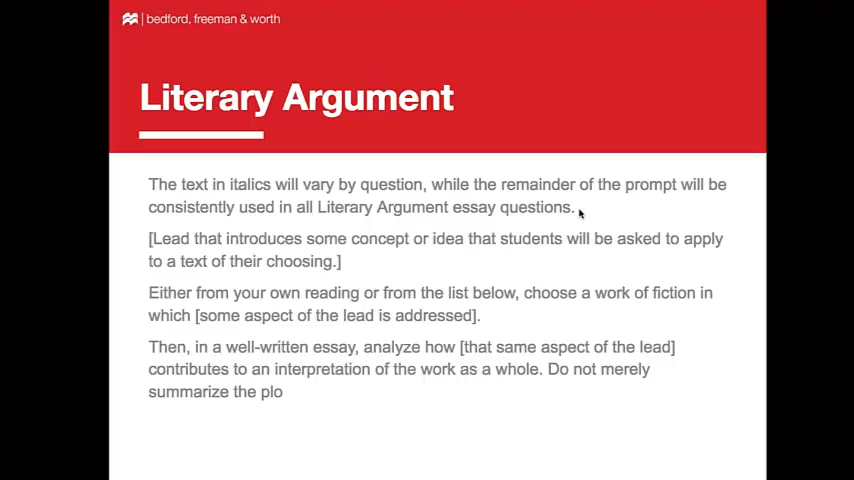 bedford, freeman & worth
Literary Argument
The text in italics will vary by question, while the remainder of the prompt will be
consistently used in all Literary Argument essay questions.
[Lead that introduces some concept or idea that students will be asked to apply
to a text of their choosing.]
Either from your own reading or from the list below, choose a work of fiction in
which [some aspect of the lead is addressed].
Then, in a well-written essay, analyze how [that same aspect of the lead]
contributes to an interpretation of the work as a whole. Do not merely
summarize the plo